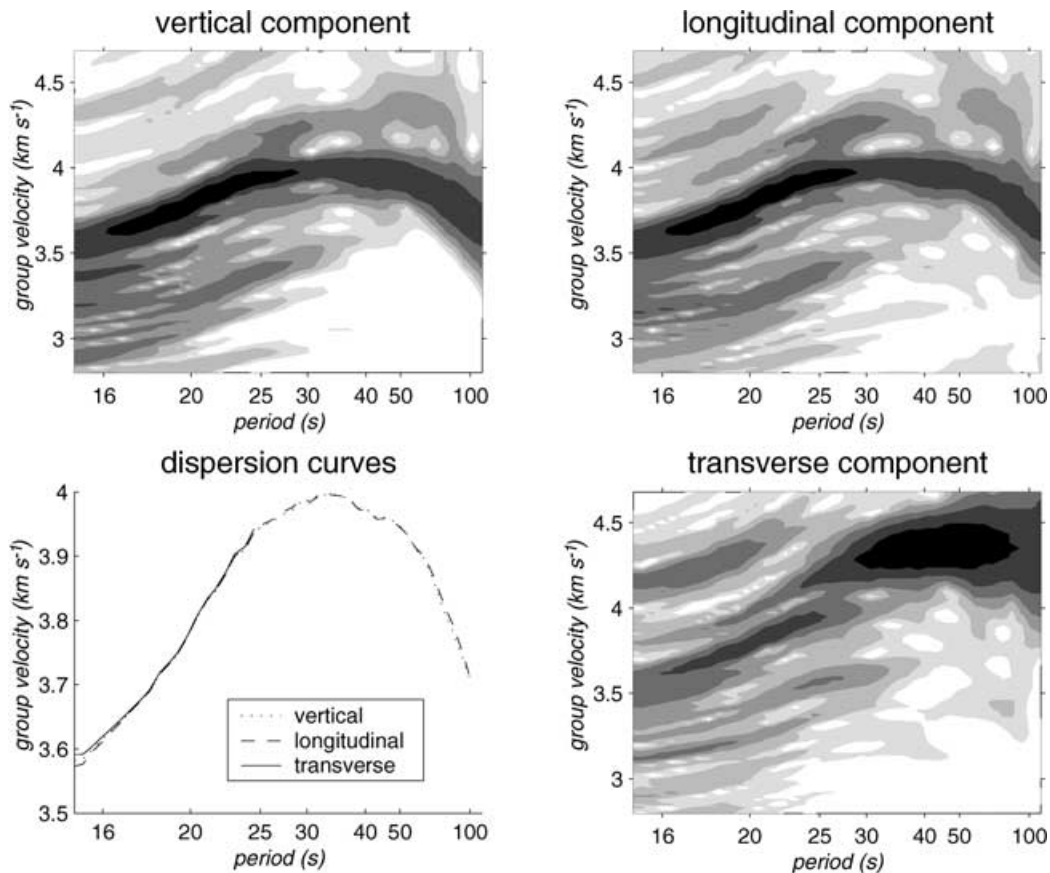 vertical component
group velocity (km s-1)
4.5
4
3.5
3
16 20 25 30 40 50 100
period (s)
longitudinal component
group velocity (km s-1)
4.5
4
3.5
3
16 20 25 30 40 50 100
period (s)
dispersion curves
group velocity (km s-1)
4
3.9
3.8
3.7
3.6
3.5
vertical
longitudinal
transverse
16 20 25 30 40 50 100
period (s)
transverse component
group velocity (km s-1)
4.5
4
3.5
3
16 20 25 30 40 50 100
period (s)